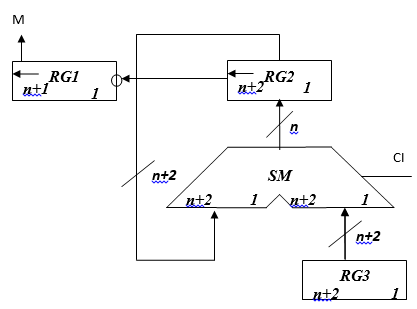 M
RG1
n+1 1
RG2
n+2 1
n
CI
n+2
SM
n+2 1 n+2 1
n+2
RG3
n+2 1